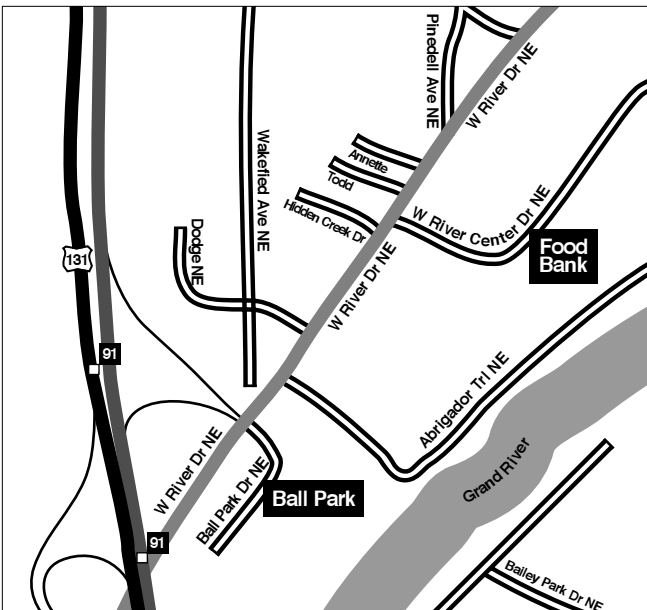 Pinedell Ave NE
W River Dr NE
Wakefied Ave NE
Annette
Todd
Hidden Creek Dr
W River Center Dr NE
Dodge NE
Food
Bank
131
W River Dr NE
91
Abrigador Trl NE
W River Dr NE
Ball Park Dr NE
Ball Park
Grand River
91
Bailey Park Dr NE